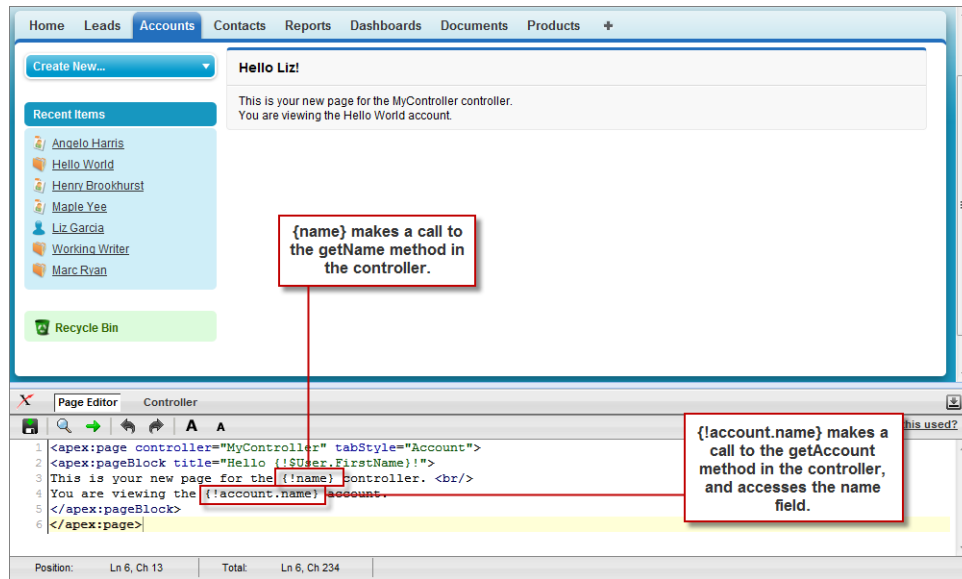 Home Leads Accounts Contacts Reports Dashboards Documents Products +
Create New...
Recent Items
Angelo Harris
Hello World
Henry Brookhurst
Maple Yee
Liz Garcia
Working Writer
Marc Ryan
Recycle Bin
Hello Liz!
This is your new page for the MyController controller.
You are viewing the Hello World account.
{name} makes a call to
the getName method in
the controller.
Page Editor Controller
A A
his used?
1 <apex:page controller="MyController" tabStyle="Account">
2 <apex:pageBlock title="Hello {!$User.FirstName}!">
3 This is your new page for the {!name} controller. <br/>
4 You are viewing the {!account.name} account.
5 </apex:pageBlock>
6 </apex:page>
{!account.name} makes a
call to the getAccount
method in the controller,
and accesses the name
field.
Position: Ln 6, Ch 13 Total: Ln 6, Ch 234